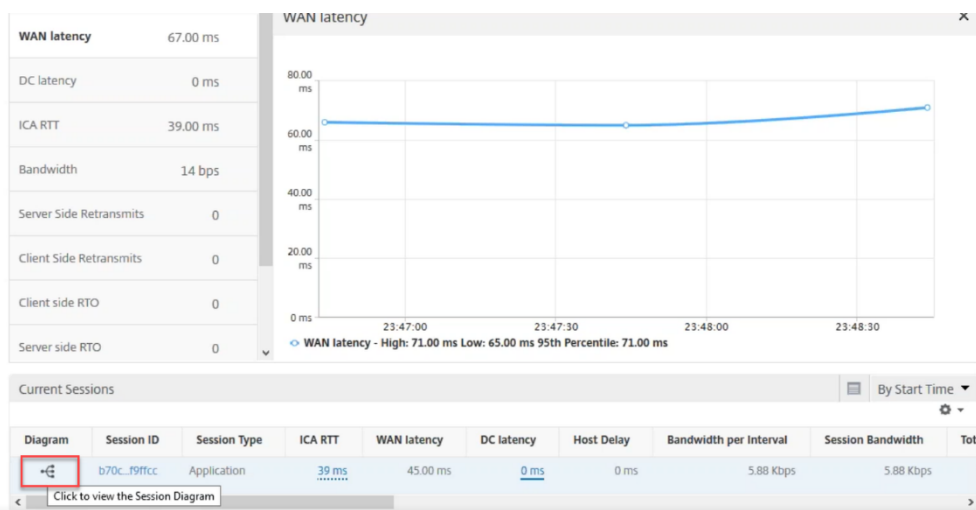 WAN latency
×
WAN latency 67.00 ms
DC latency 0 ms
ICA RTT 39.00 ms
Bandwidth 14 bps
Server Side Retransmits 0
Client Side Retransmits 0
Client side RTO 0
Server side RTO 0
80.00
ms
60.00
ms
40.00
ms
20.00
ms
0 ms
23:47:00 23:47:30 23:48:00 23:48:30
WAN latency - High: 71.00 ms Low: 65.00 ms 95th Percentile: 71.00 ms
Current Sessions By Start Time
Diagram Session ID Session Type ICA RTT WAN latency DC latency Host Delay Bandwidth per Interval Session Bandwidth Tot
b70c...f9ffcc Application 39 ms 45.00 ms 0 ms 0 ms 5.88 Kbps 5.88 Kbps
Click to view the Session Diagram